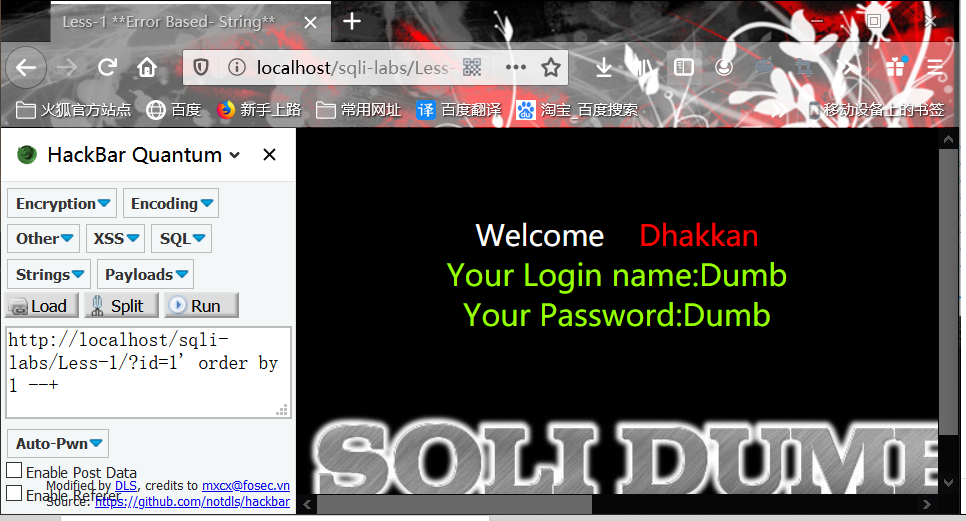 Less-1 **Error Based- String**
localhost/sqli-labs/Less-
火狐官方站点 百度 新手上路 常用网址 译 百度翻译 淘宝_百度搜索 移动设备上的书签
HackBar Quantum
Encryption Encoding
Other XSS SQL
Strings Payloads
Load Split Run
http://localhost/sqli-
labs/Less-1/?id=1' order by
1 --+
Auto-Pwn
Enable Post Data
Modified by DLS, credits to mxcx@fosec.vn
Enable Referer
Source: https://github.com/notdls/hackbar
Welcome Dhakkan
Your Login name:Dumb
Your Password:Dumb
SQLI DUMB